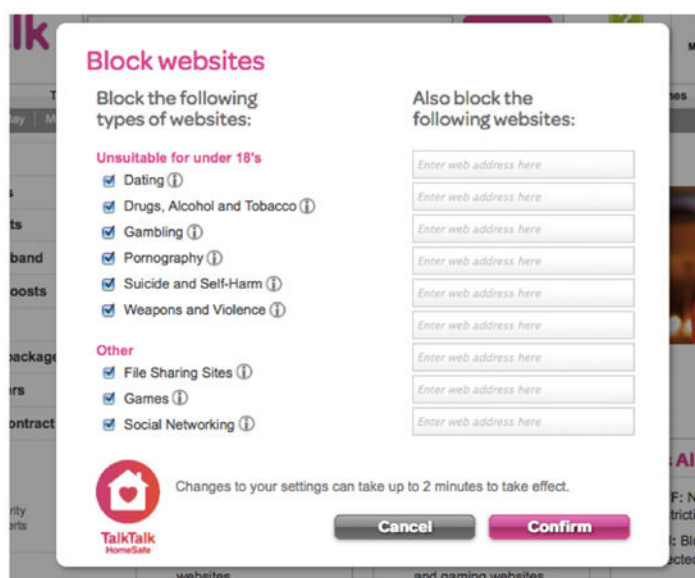 lk
Block websites
Block the following
types of websites:
Unsuitable for under 18's
Dating
Drugs, Alcohol and Tobacco
Gambling
Pornography
Suicide and Self-Harm
Weapons and Violence
Other
File Sharing Sites
Games
Social Networking
Also block the
following websites:
Enter web address here
Enter web address here
Enter web address here
Enter web address here
Enter web address here
Enter web address here
Enter web address here
Enter web address here
Enter web address here
TalkTalk
HomeSafe
Changes to your settings can take up to 2 minutes to take effect.
Cancel
Confirm
band
oosts
package
ontract
websites
and gaming websites